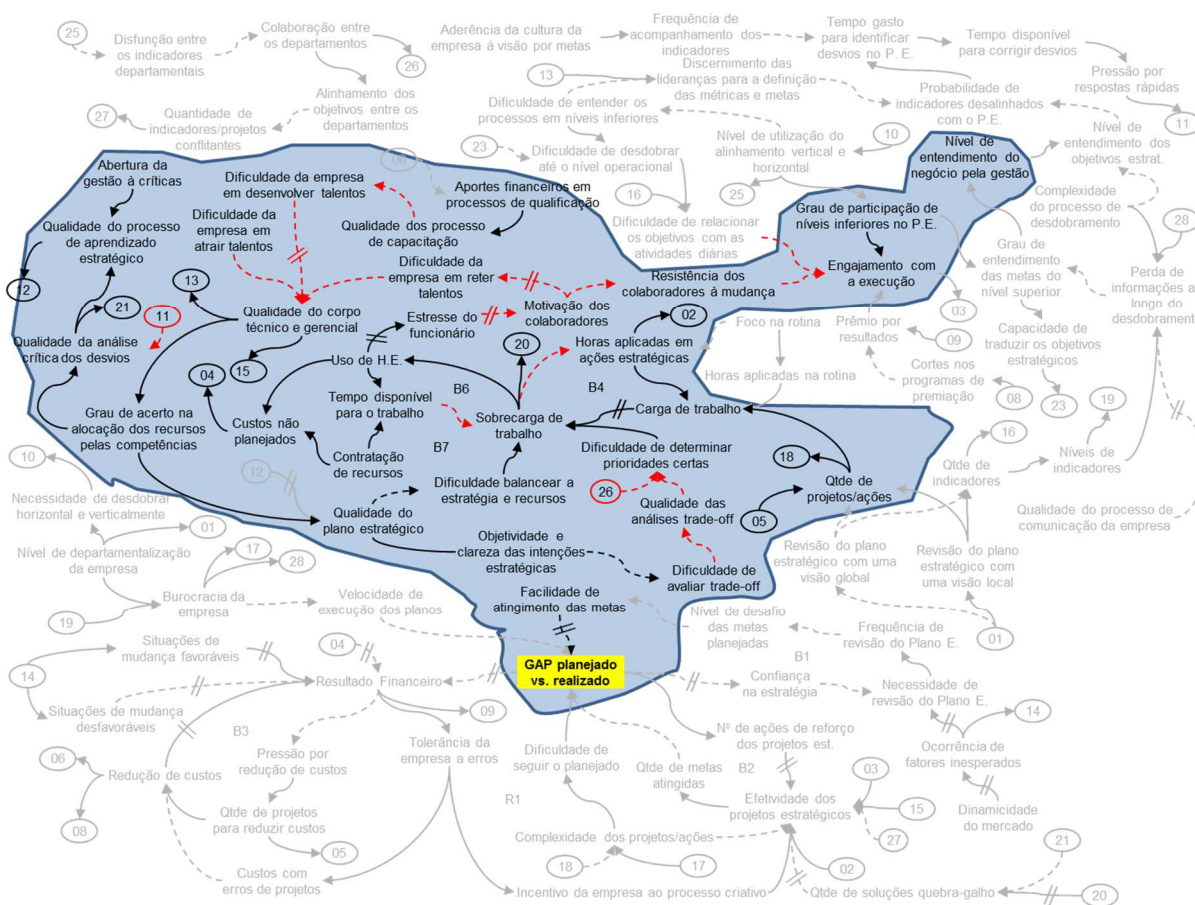 25
Disfunção entre
os indicadores
departamentais
Colaboração entre
os departamentos
26
Aderência da cultura da
empresa à visão por metas
Frequência de
acompanhamento dos
indicadores
Tempo gasto
para identificar
desvios no P. E.
Tempo disponível
para corrigir desvios
Pressão por
respostas rápidas
11
13
Discernimento das
lideranças para a definição
das métricas e metas
Probabilidade de
indicadores desalinhados
com o P.E.
Alinhamento dos
objetivos entre os
departamentos
27
Quantidade de
indicadores/projetos
conflitantes
Dificuldade de entender os
processos em níveis inferiores
Nível de utilização do
alinhamento vertical e
horizontal
10
23
Dificuldade de desdobrar
até o nível operacional
25
16
Dificuldade de relacionar
os objetivos com as
atividades diárias
Nível de
entendimento dos
objetivos estrat.
Nível de
entendimento do
negócio pela gestão
Complexidade
do processo de
desdobramento
28
Abertura da
gestão à críticas
Dificuldade da empresa
em desenvolver talentos
06
Aportes financeiros em
processos de qualificação
Grau de participação de
níveis inferiores no P.E.
Qualidade do processo
de aprendizado
estratégico
Dificuldade da
empresa em
atrair talentos
Qualidade dos processo
de capacitação
Grau de
entendimento
das metas do
nível superior
Engajamento com
a execução
12
13
Dificuldade da
empresa em reter
talentos
Resistência dos
colaboradores à mudança
03
Perda de
informações ao
longo do
desdobramento
21
11
Qualidade do corpo
técnico e gerencial
Estresse do
funcionário
Motivação dos
colaboradores
02
Foco na rotina
Prêmio por
resultados
09
Capacidade de
traduzir os objetivos
estratégicos
Qualidade da análise
crítica dos desvios
04
15
Uso de H.E.
20
Horas aplicadas em
ações estratégicas
Horas aplicadas na rotina
Cortes nos
programas de
premiação
08
23
19
Grau de acerto na
alocação dos recursos
pelas competências
Custos não
planejados
Tempo disponível
para o trabalho
B6
Sobrecarga de
trabalho
B4
Carga de trabalho
16
10
12
Contratação
de recursos
B7
Dificuldade de determinar
prioridades certas
18
Qtde de
indicadores
Níveis de
indicadores
Necessidade de desdobrar
horizontal e verticalmente
Dificuldade balancear a
estratégia e recursos
26
05
Qtde de
projetos/ações
Qualidade do processo de
comunicação da empresa
01
Qualidade do
plano estratégico
Qualidade das
análises trade-off
Nível de departamentalização
da empresa
17
28
Objetividade e
clareza das intenções
estratégicas
Dificuldade de
avaliar trade-off
Revisão do plano
estratégico com uma
visão global
Revisão do plano
estratégico com
uma visão local
19
Burocracia da
empresa
Velocidade de
execução dos planos
Facilidade de
atingimento das metas
Nível de desafio
das metas
planejadas
Frequência de
revisão do Plano E.
01
Situações de
mudança favoráveis
04
14
Resultado Financeiro
GAP planejado
vs. realizado
B1
Confiança
na estratégia
Necessidade de
revisão do Plano E.
14
Situações de mudança
desfavoráveis
09
B3
Nº de ações de reforço
dos projetos est.
Ocorrência de
fatores inesperados
06
Redução de custos
Pressão por
redução de custos
Tolerância da
empresa a erros
Dificuldade de
seguir o planejado
Qtde de metas
atingidas
B2
03
Efetividade dos
projetos estratégicos
15
Dinamicidade
do mercado
08
Qtde de projetos
para reduzir custos
R1
Complexidade dos projetos/ações
27
21
05
18
17
02
Custos com
erros de projetos
Incentivo da empresa ao processo criativo
Qtde de soluções quebra-galho
20